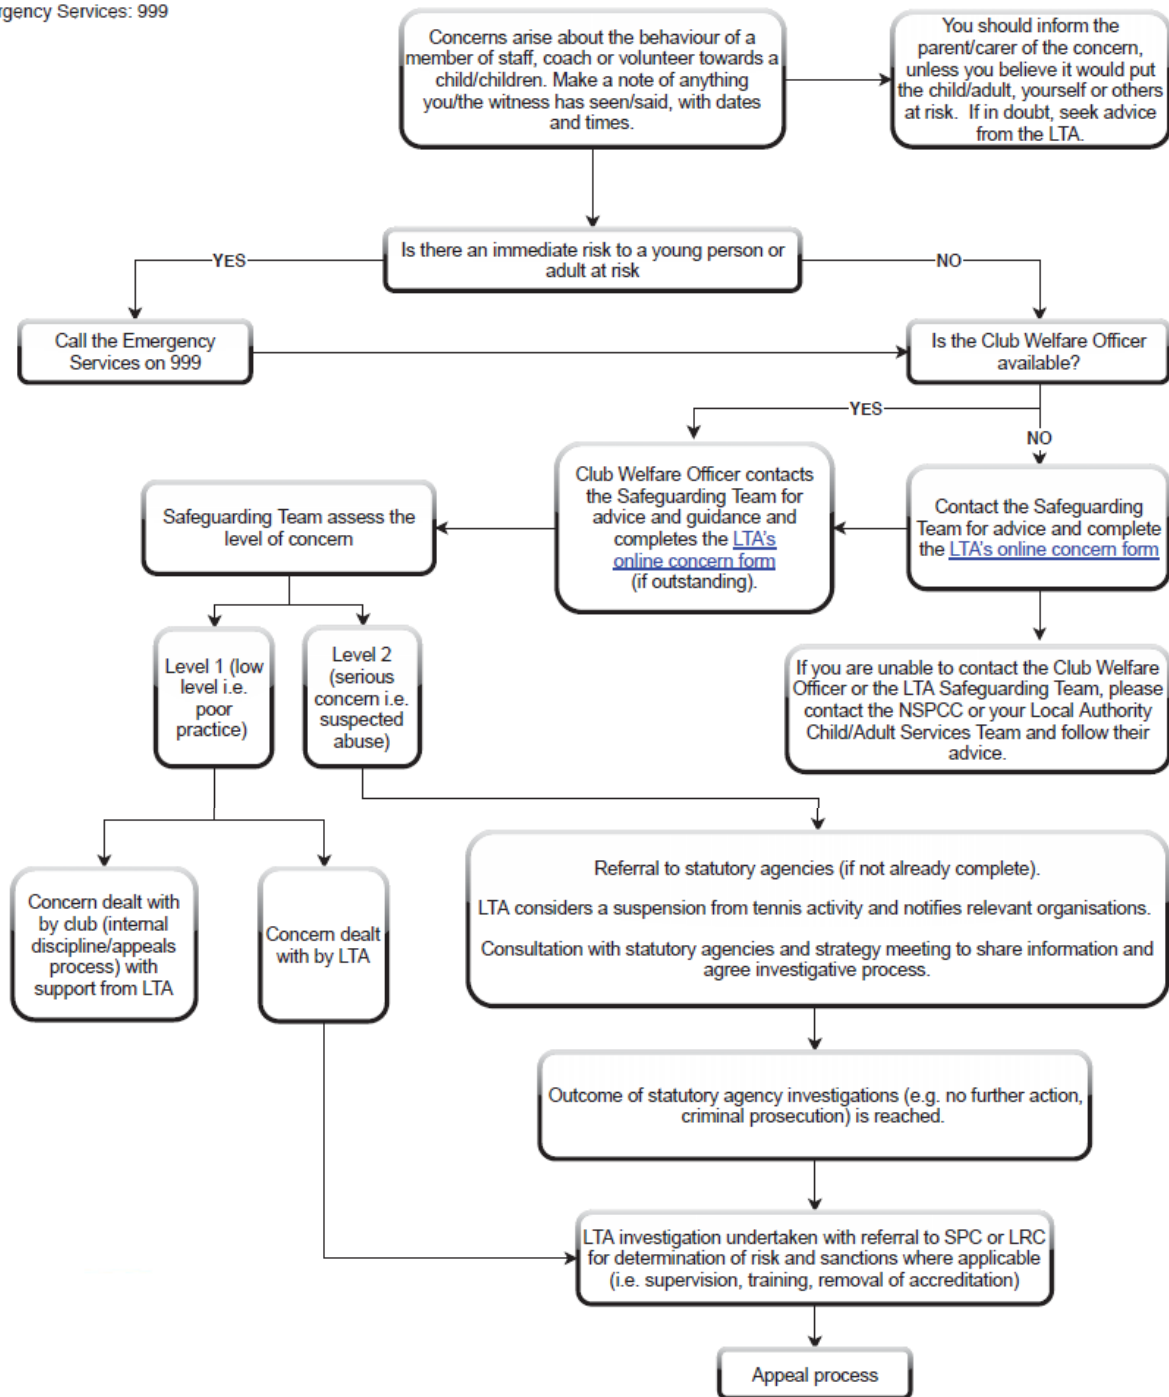 rgency Services: 999
Concerns arise about the behaviour of a
member of staff, coach or volunteer towards a
child/children. Make a note of anything
you/the witness has seen/said, with dates
and times.
You should inform the
parent/carer of the concern,
unless you believe it would put
the child/adult, yourself or others
at risk. If in doubt, seek advice
from the LTA.
Is there an immediate risk to a young person or
adult at risk
YES
NO
Call the Emergency
Services on 999
Is the Club Welfare Officer
available?
YES
NO
Club Welfare Officer contacts
the Safeguarding Team for
advice and guidance and
completes the LTA's
online concern form
(if outstanding).
Contact the Safeguarding
Team for advice and complete
the LTA's online concern form
Safeguarding Team assess the
level of concern
Level 1 (low
level i.e.
poor
practice)
Level 2
(serious
concern i.e.
suspected
abuse)
If you are unable to contact the Club Welfare
Officer or the LTA Safeguarding Team, please
contact the NSPCC or your Local Authority
Child/Adult Services Team and follow their
advice.
Concern dealt with
by club (internal
discipline/appeals
process) with
support from LTA
Concern dealt
with by LTA
Referral to statutory agencies (if not already complete).
LTA considers a suspension from tennis activity and notifies relevant organisations.
Consultation with statutory agencies and strategy meeting to share information and
agree investigative process.
Outcome of statutory agency investigations (e.g. no further action,
criminal prosecution) is reached.
LTA investigation undertaken with referral to SPC or LRC
for determination of risk and sanctions where applicable
(i.e. supervision, training, removal of accreditation)
Appeal process